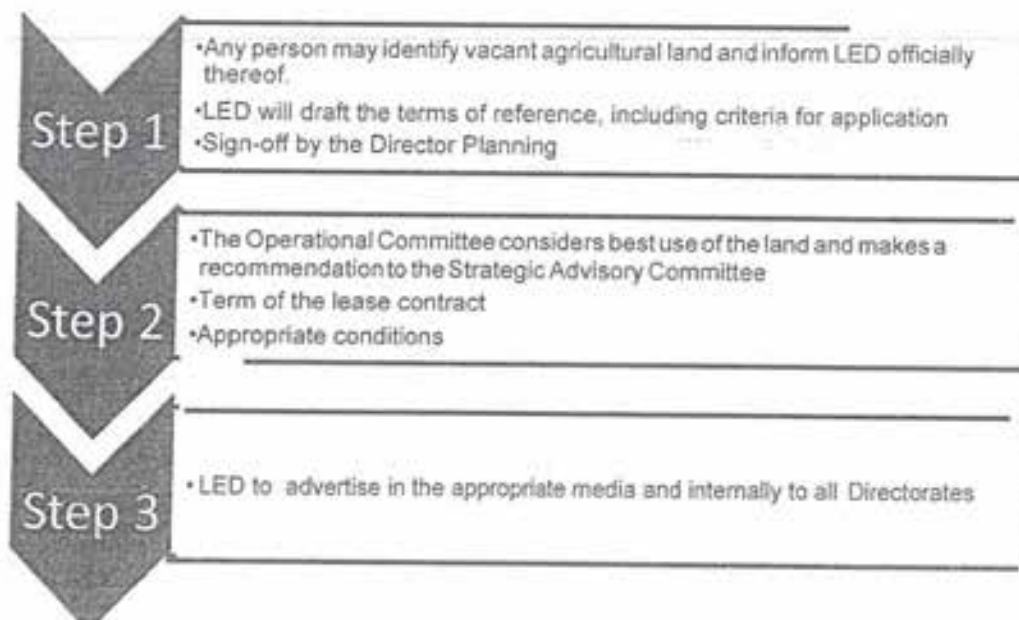 Step 1
•Any person may identify vacant agricultural land and inform LED officially
thereof.
•LED will draft the terms of reference, including criteria for application
•Sign-off by the Director Planning
Step 2
•The Operational Committee considers best use of the land and makes a
recommendation to the Strategic Advisory Committee
•Term of the lease contract
•Appropriate conditions
Step 3
• LED to advertise in the appropriate media and internally to all Directorates